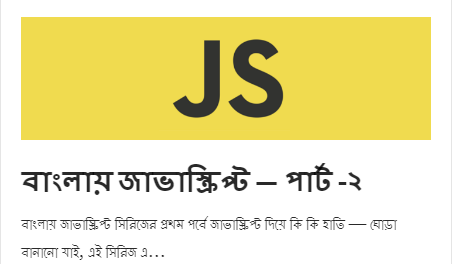 JS
বাংলায় জাভাস্ক্রিপ্ট — পার্ট -২
বাংলায় জাভাস্ক্রিপ্ট সিরিজের প্রথম পর্বে জাভাস্ক্রিপ্ট দিয়ে কি কি হাতি — ঘোড়া
বানানো যাই, এই সিরিজ এ...